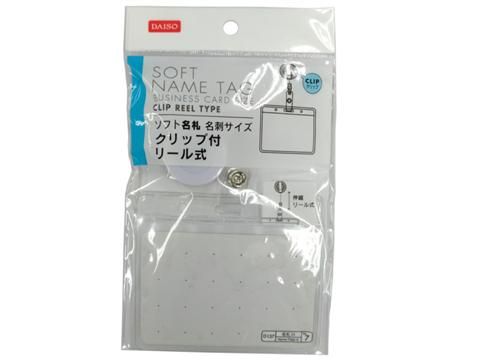 DAISO
SOFT
NAME TAG
BUSINESS CARD SIZE
CLIP REEL TYPE
ソフト名札 名刺サイズ
クリップ付
リール式
CLIP
クリップ
伸縮
リール式